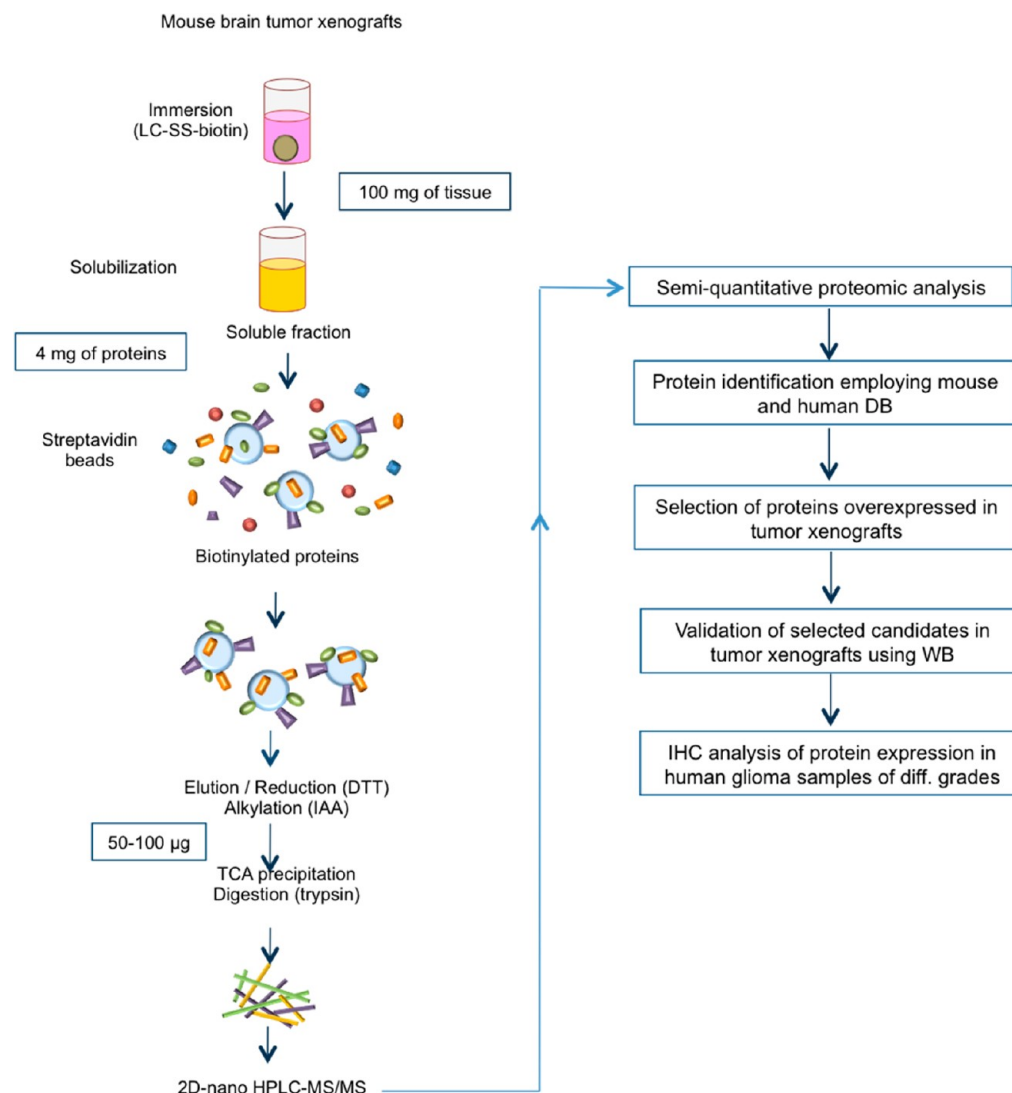 Mouse brain tumor xenografts
Immersion
(LC-SS-biotin)
100 mg of tissue
Solubilization
Soluble fraction
4 mg of proteins
Streptavidin
beads
Biotinylated proteins
Elution / Reduction (DTT)
Alkylation (IAA)
50-100 µg
TCA precipitation
Digestion (trypsin)
2D-nano HPLC-MS/MS
Semi-quantitative proteomic analysis
Protein identification employing mouse
and human DB
Selection of proteins overexpressed in
tumor xenografts
Validation of selected candidates in
tumor xenografts using WB
IHC analysis of protein expression in
human glioma samples of diff. grades